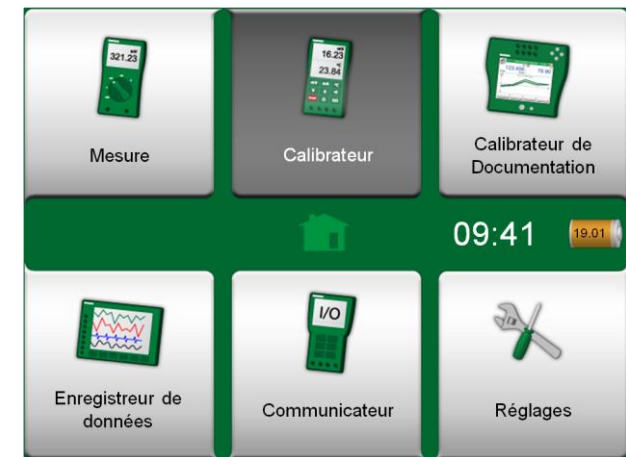 321.23
Mesure
16.23
23.84
Calibrateur
Calibrateur de
Documentation
09:41
19.01
Enregistreur de
données
I/O
Communicateur
Réglages